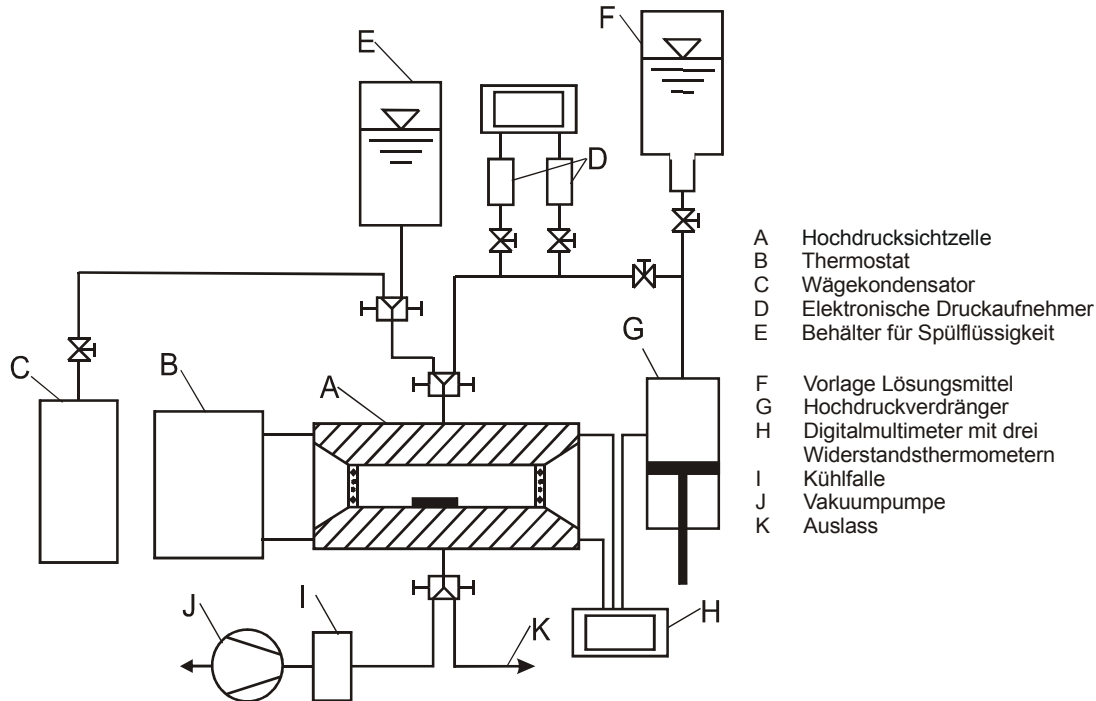 F
E
D
A Hochdrucksichtzelle
B Thermostat
C Wägekondensator
D Elektronische Druckaufnehmer
E Behälter für Spülflüssigkeit
F Vorlage Lösungsmittel
G Hochdruckverdränger
H Digitalmultimeter mit drei
Widerstandsthermometern
I Kühlfalle
J Vakuumpumpe
K Auslass
G
C
B
A
J
I
K
H